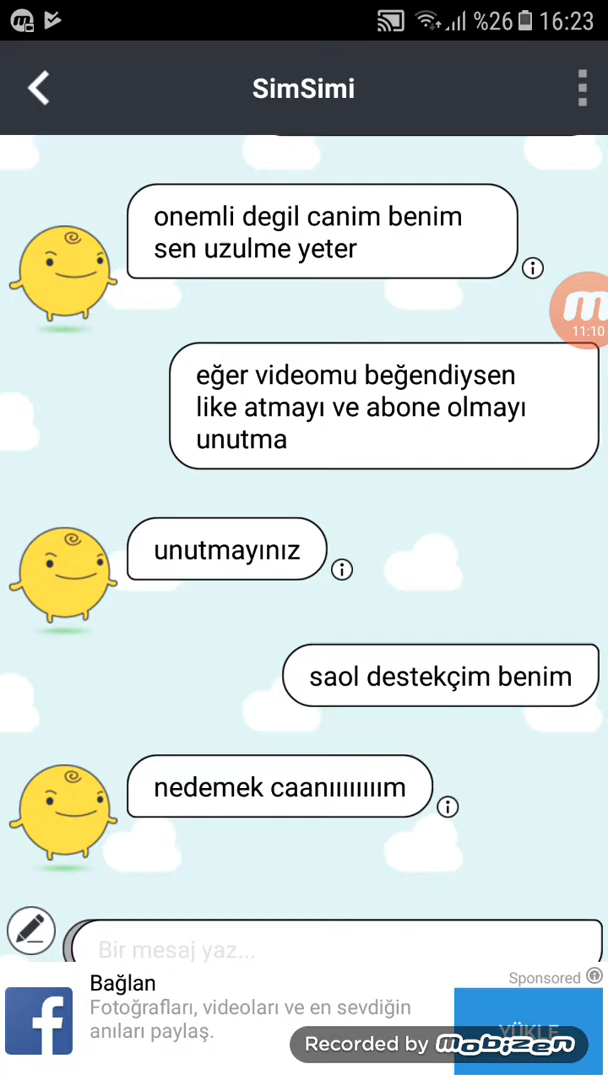 %26 16:23
SimSimi
onemli degil canim benim
sen uzulme yeter
11:10
eğer videomu beğendiysen
like atmayı ve abone olmayı
unutma
unutmayınız
saol destekçim benim
nedemek caanııııııııım
Bir mesaj yaz...
Sponsored
Bağlan
Fotoğrafları, videoları ve en sevdiğin
anıları paylaş.
YÜKLE
Recorded by mobizen